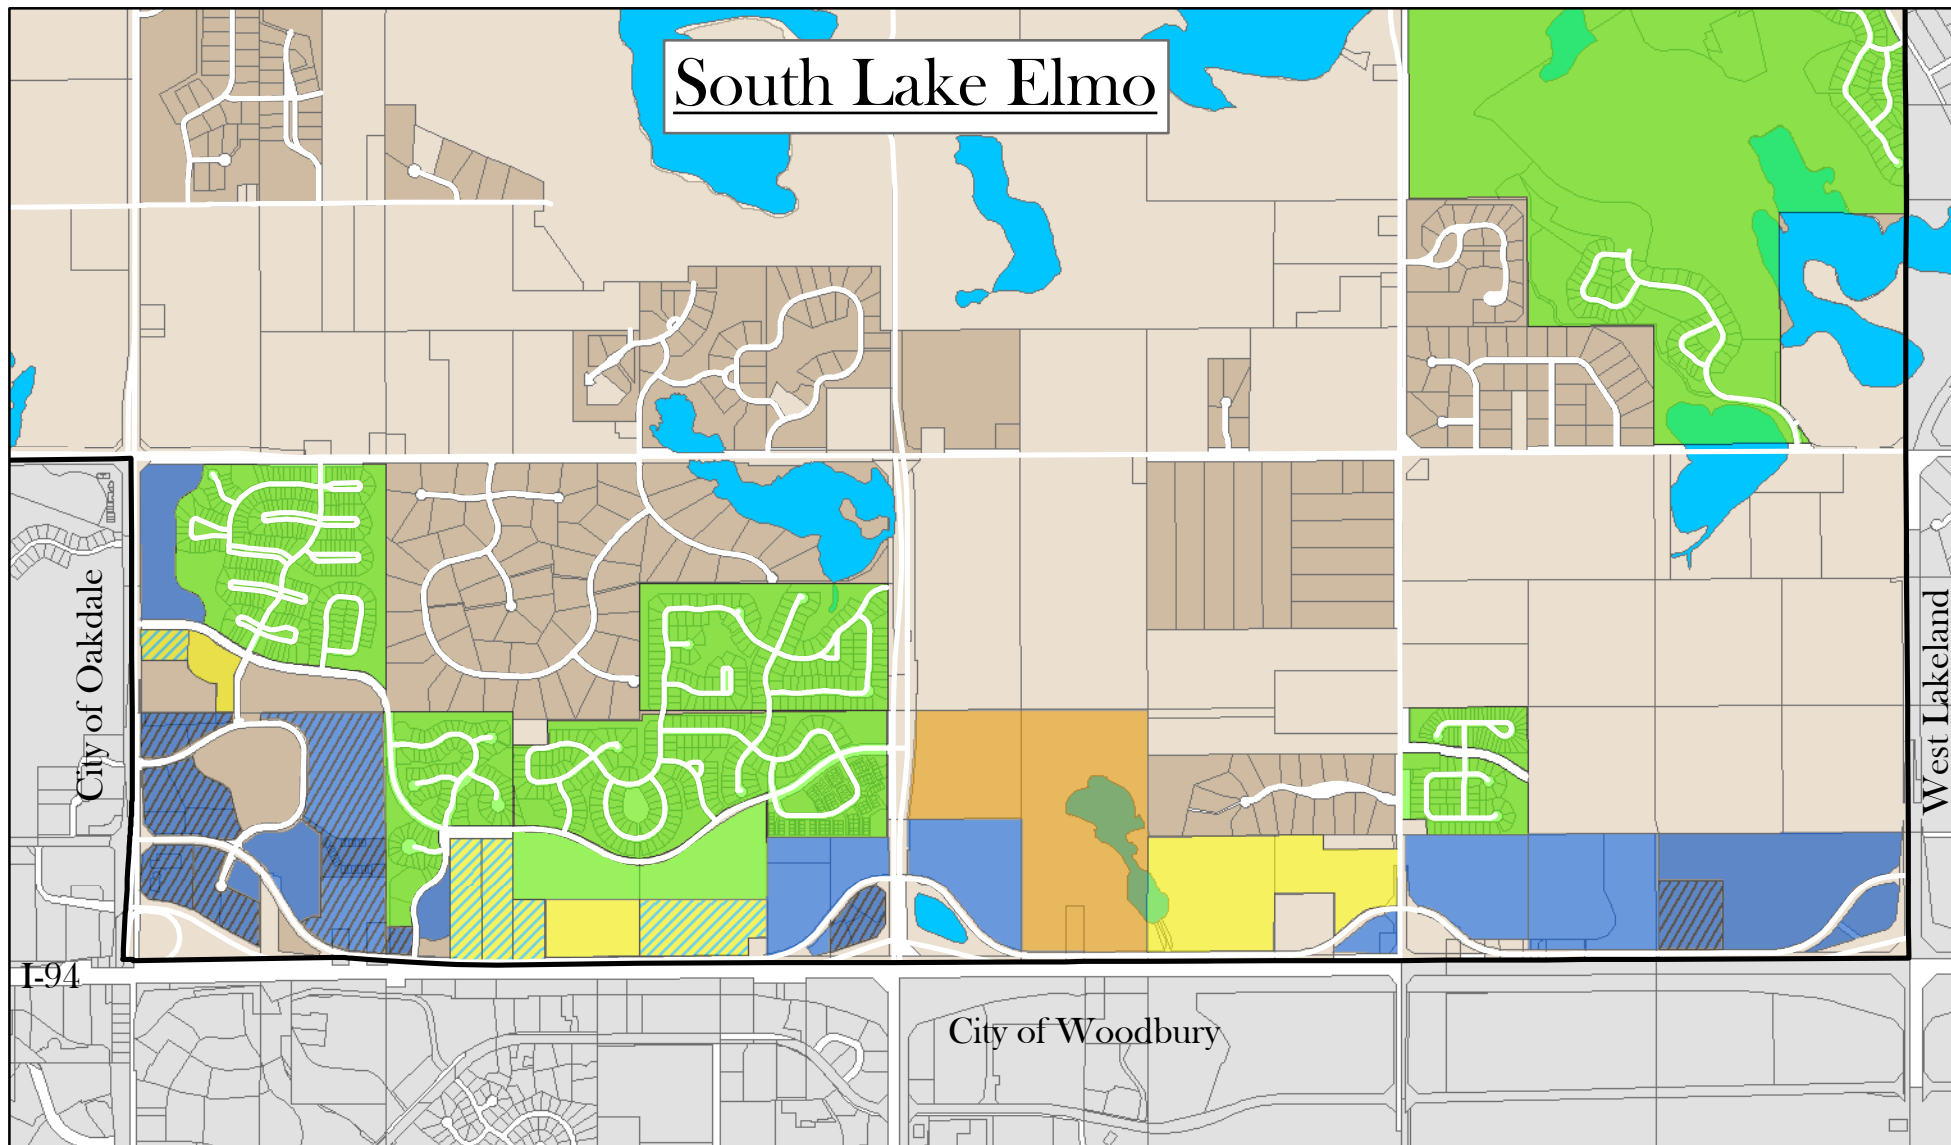 South Lake Elmo
City of Oakdale
West Lakeland
I-94
City of Woodbury